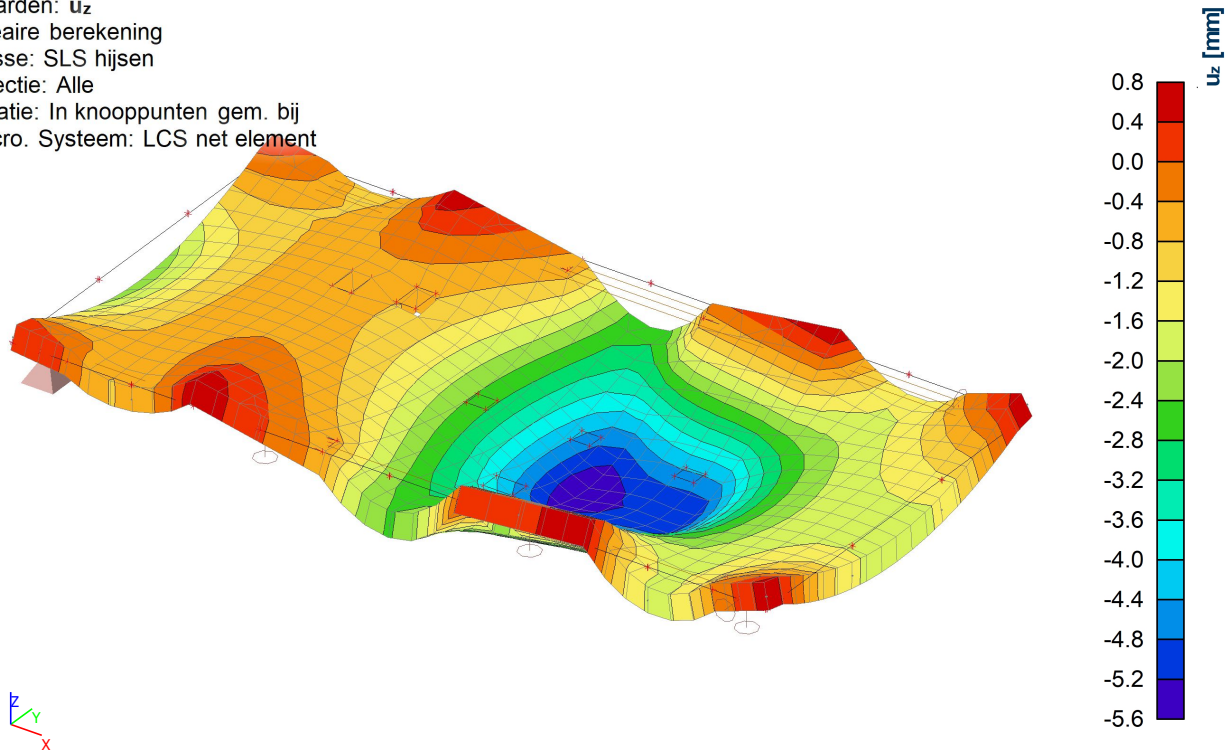 arden: uz
aire berekening
sse: SLS hijsen
ectie: Alle
atie: In knooppunten gem. bij
cro. Systeem: LCS net element
uz [mm]
0.8
0.4
0.0
-0.4
-0.8
-1.2
-1.6
-2.0
-2.4
-2.8
-3.2
-3.6
-4.0
-4.4
-4.8
-5.2
-5.6
Z
Y
X